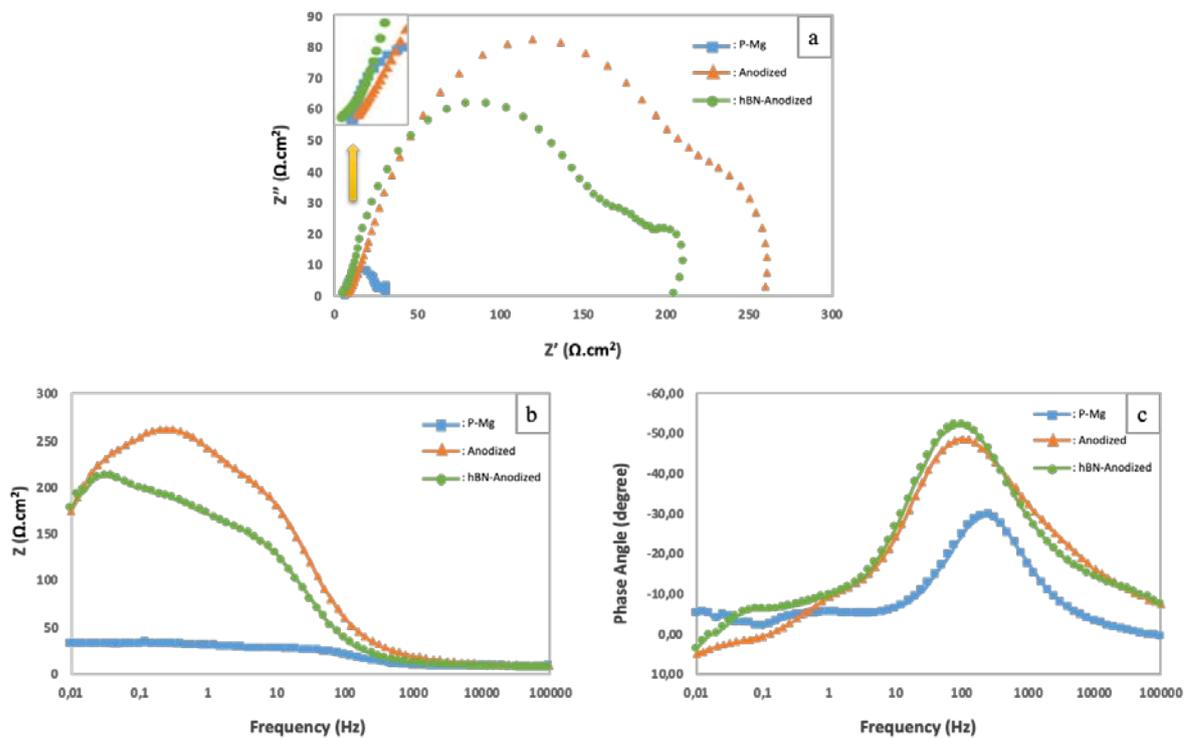 a
90
80
70
60
50
40
30
20
10
0
Z″ (Ω.cm²)
: P-Mg
: Anodized
: hBN-Anodized
0 50 100 150 200 250 300
Z' (Ω.cm²)
b
300
250
200
150
100
50
0
Z (Ω.cm²)
: P-Mg
: Anodized
: hBN-Anodized
0,01 0,1 1 10 100 1000 10000 100000
Frequency (Hz)
c
-60,00
-50,00
-40,00
-30,00
-20,00
-10,00
0,00
10,00
Phase Angle (degree)
: P-Mg
: Anodized
: hBN-Anodized
0,01 0,1 1 10 100 1000 10000 100000
Frequency (Hz)